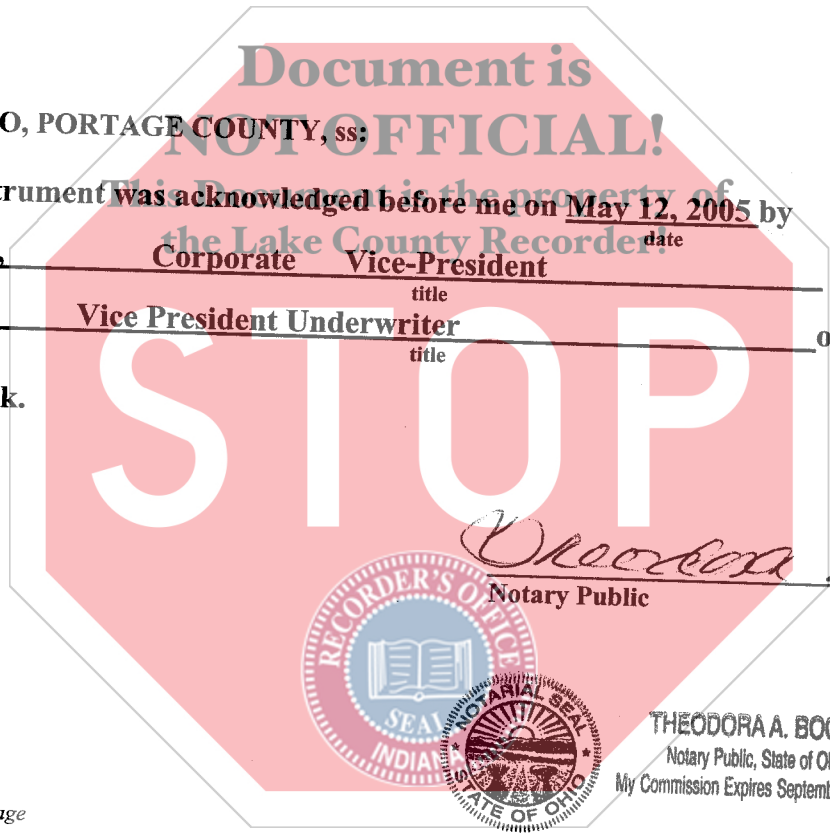 Document is
NOT OFFICIAL!
This Document is the property of
the Lake County Recorder!
STOP
O, PORTAGE COUNTY, ss:
trument was acknowledged before me on May 12, 2005 by
date
Corporate Vice-President
title
Vice President Underwriter o
title
k.
Notary Public
RECORDER'S OFFICE
SEAL
INDIANA
NOTARIAL SEAL
STATE OF OHIO
THEODORA A. BOO
Notary Public, State of O
My Commission Expires Septemb
age